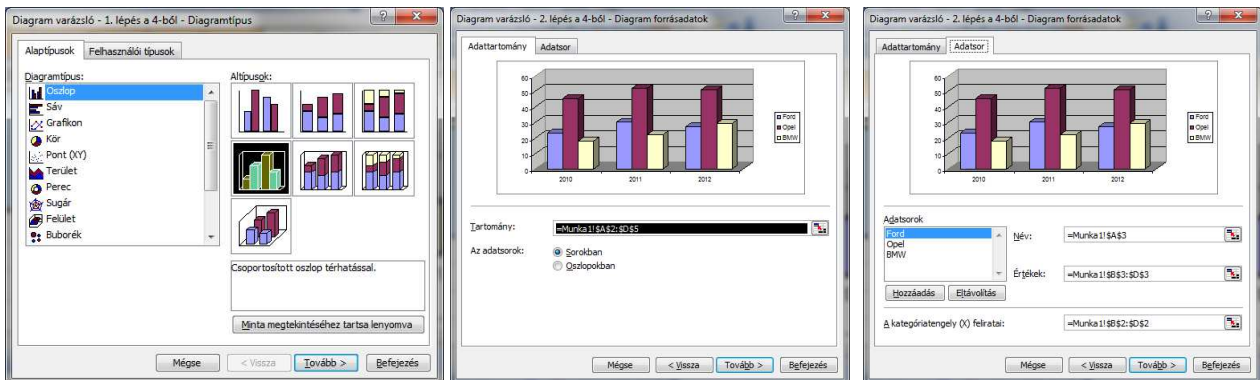 Diagram varázsló - 1. lépés a 4-ből - Diagramtípus
Alaptípusok
Felhasználói típusok
Diagramtípus:
Oszlop
Sáv
Grafikon
Kör
Pont (XY)
Terület
Perec
Sugár
Felület
Buborék
Altípusok:
Csoportosított oszlop térhatással.
Minta megtekintéséhez tartsa lenyomva
Mégse
< Vissza
Tovább >
Befejezés
Diagram varázsló - 2. lépés a 4-ből - Diagram forrásadatok
Adattartomány
Adatsor
60
50
40
30
20
10
0
2010
2011
2012
Ford
Opel
BMW
Tartomány:
=Munka1!$A$2:$D$5
Az adatsorok:
Sorokban
Oszlopokban
Mégse
< Vissza
Tovább >
Befejezés
Diagram varázsló - 2. lépés a 4-ből - Diagram forrásadatok
Adattartomány
Adatsor
60
50
40
30
20
10
0
2010
2011
2012
Ford
Opel
BMW
Adatsorok
Ford
Opel
BMW
Név:
=Munka1!$A$3
Értékek:
=Munka1!$B$3:$D$3
Hozzáadás
Eltávolítás
A kategóriatengely (X) feliratai:
=Munka1!$B$2:$D$2
Mégse
< Vissza
Tovább >
Befejezés